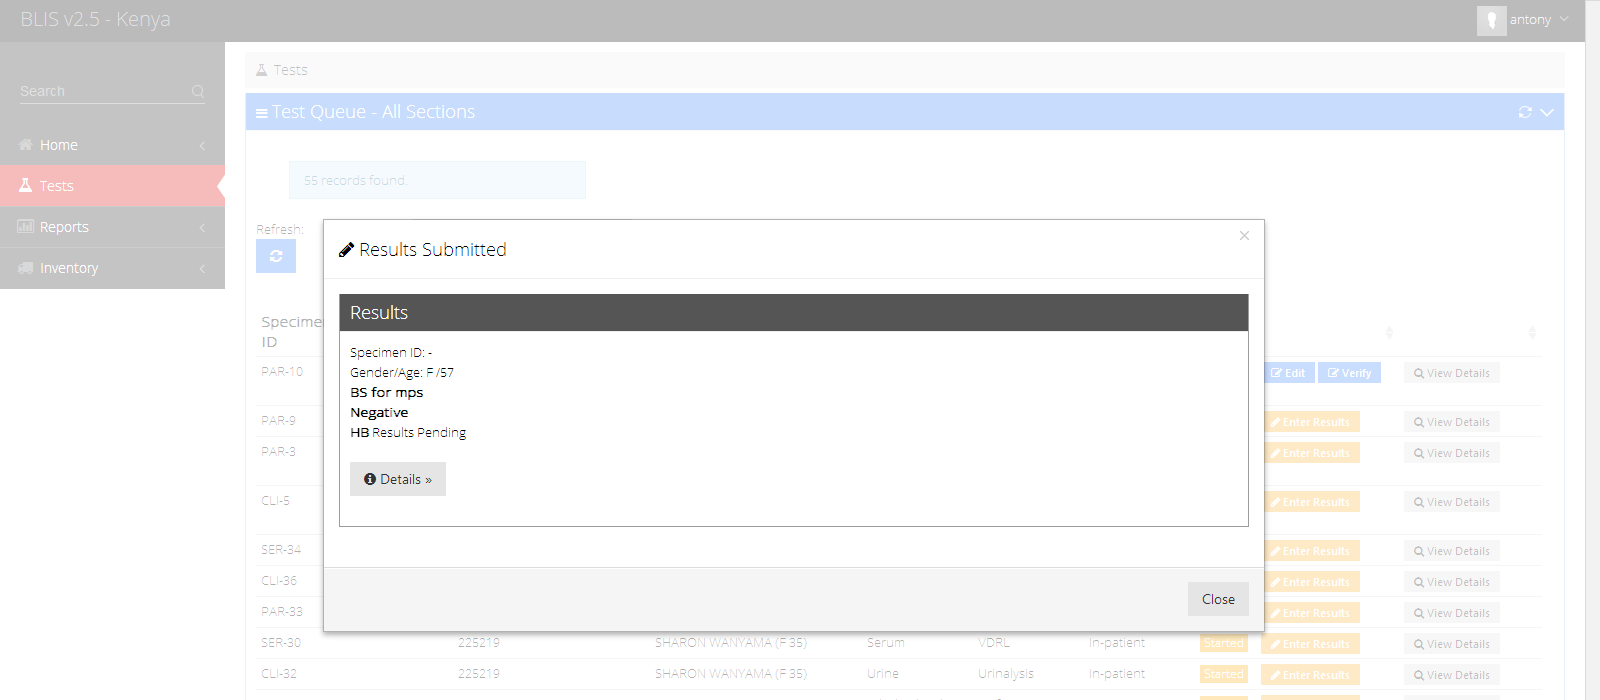 BLIS v2.5 - Kenya
antony
Search
Home
Tests
Reports
Inventory
Tests
Test Queue - All Sections
55 records found.
Refresh:
Results Submitted
×
Results
Specimen ID: -
Gender/Age: F /57
BS for mps
Negative
HB Results Pending
Details »
Close
Specimen
ID
PAR-10 Edit Verify View Details
PAR-9 Enter Results View Details
PAR-3 Enter Results View Details
CLI-5 Enter Results View Details
SER-34 Enter Results View Details
CLI-36 Enter Results View Details
PAR-33 Enter Results View Details
SER-30 225219 SHARON WANYAMA (F 35) Serum VDRL In-patient Started Enter Results View Details
CLI-32 225219 SHARON WANYAMA (F 35) Urine Urinalysis In-patient Started Enter Results View Details